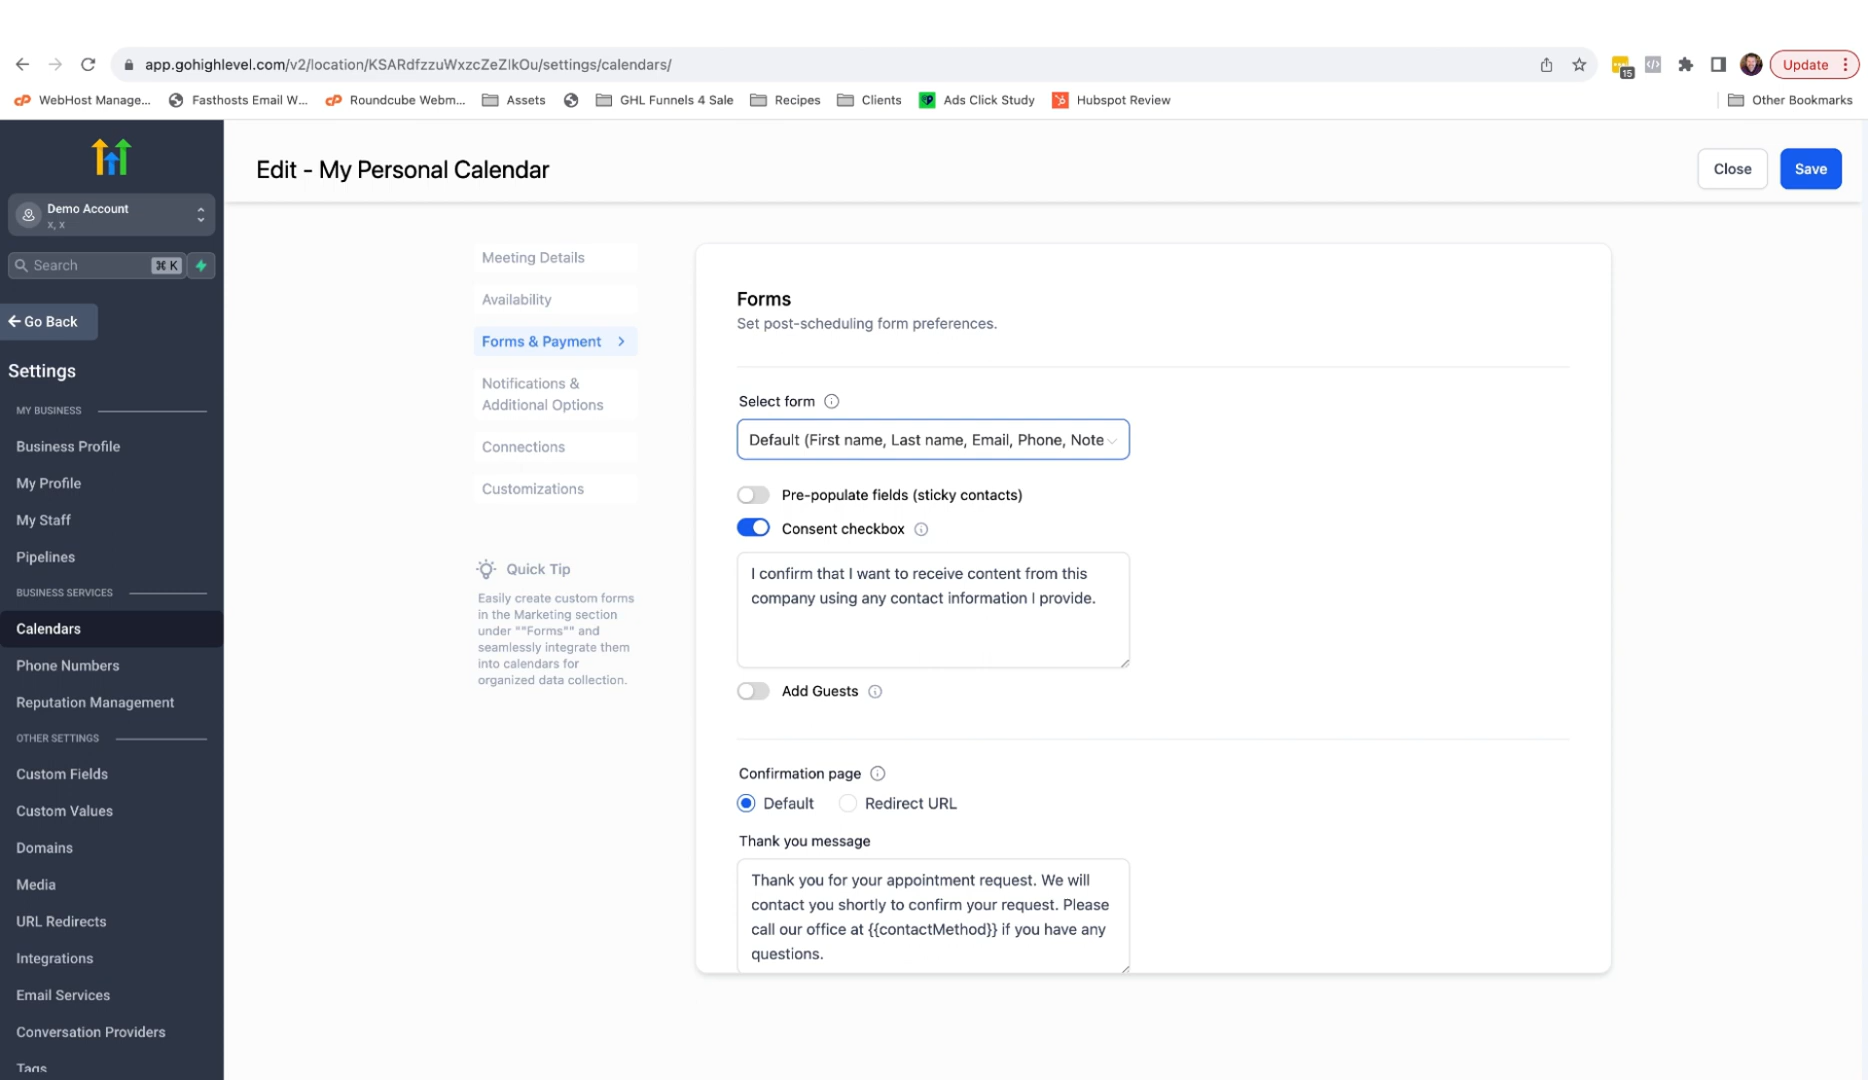 app.gohighlevel.com/v2/location/KSARdfzzuWxzcZeZlkOu/settings/calendars/
15
Update
WebHost Manage...
Fasthosts Email W...
Roundcube Webm...
Assets
GHL Funnels 4 Sale
Recipes
Clients
Ads Click Study
Hubspot Review
Other Bookmarks
Demo Account
x, x
Search
⌘ K
Go Back
Settings
MY BUSINESS
Business Profile
My Profile
My Staff
Pipelines
BUSINESS SERVICES
Calendars
Phone Numbers
Reputation Management
OTHER SETTINGS
Custom Fields
Custom Values
Domains
Media
URL Redirects
Integrations
Email Services
Conversation Providers
Tags
Edit - My Personal Calendar
Close
Save
Meeting Details
Availability
Forms & Payment
Notifications &
Additional Options
Connections
Customizations
Quick Tip
Easily create custom forms
in the Marketing section
under ""Forms"" and
seamlessly integrate them
into calendars for
organized data collection.
Forms
Set post-scheduling form preferences.
Select form
Default (First name, Last name, Email, Phone, Note
Pre-populate fields (sticky contacts)
Consent checkbox
I confirm that I want to receive content from this
company using any contact information I provide.
Add Guests
Confirmation page
Default
Redirect URL
Thank you message
Thank you for your appointment request. We will
contact you shortly to confirm your request. Please
call our office at {{contactMethod}} if you have any
questions.